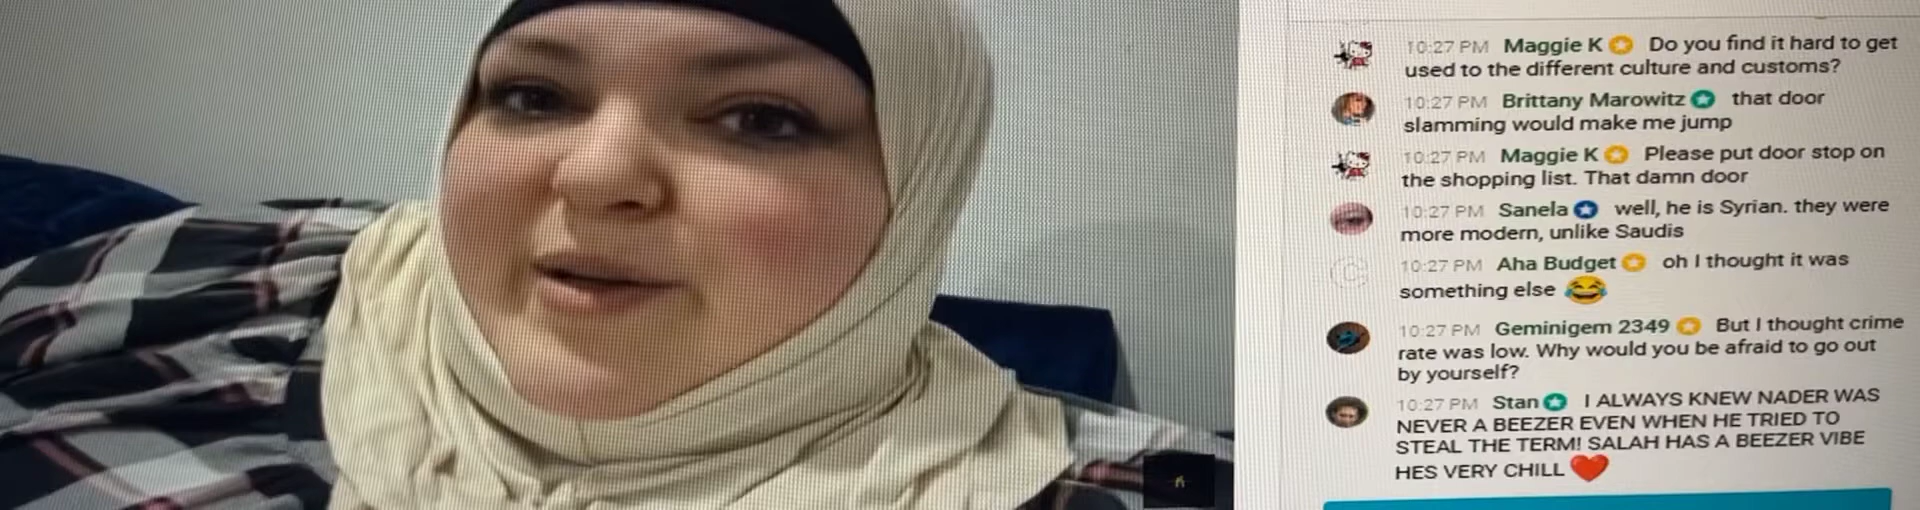 10:27 PM Maggie K Do you find it hard to get
used to the different culture and customs?
10:27 PM Brittany Marowitz that door
slamming would make me jump
10:27 PM Maggie K Please put door stop on
the shopping list. That damn door
10:27 PM Sanela well, he is Syrian. they were
more modern, unlike Saudis
10:27 PM Aha Budget oh I thought it was
something else 😂
10:27 PM Geminigem 2349 But I thought crime
rate was low. Why would you be afraid to go out
by yourself?
10:27 PM Stan I ALWAYS KNEW NADER WAS
NEVER A BEEZER EVEN WHEN HE TRIED TO
STEAL THE TERM! SALAH HAS A BEEZER VIBE
HES VERY CHILL ❤️